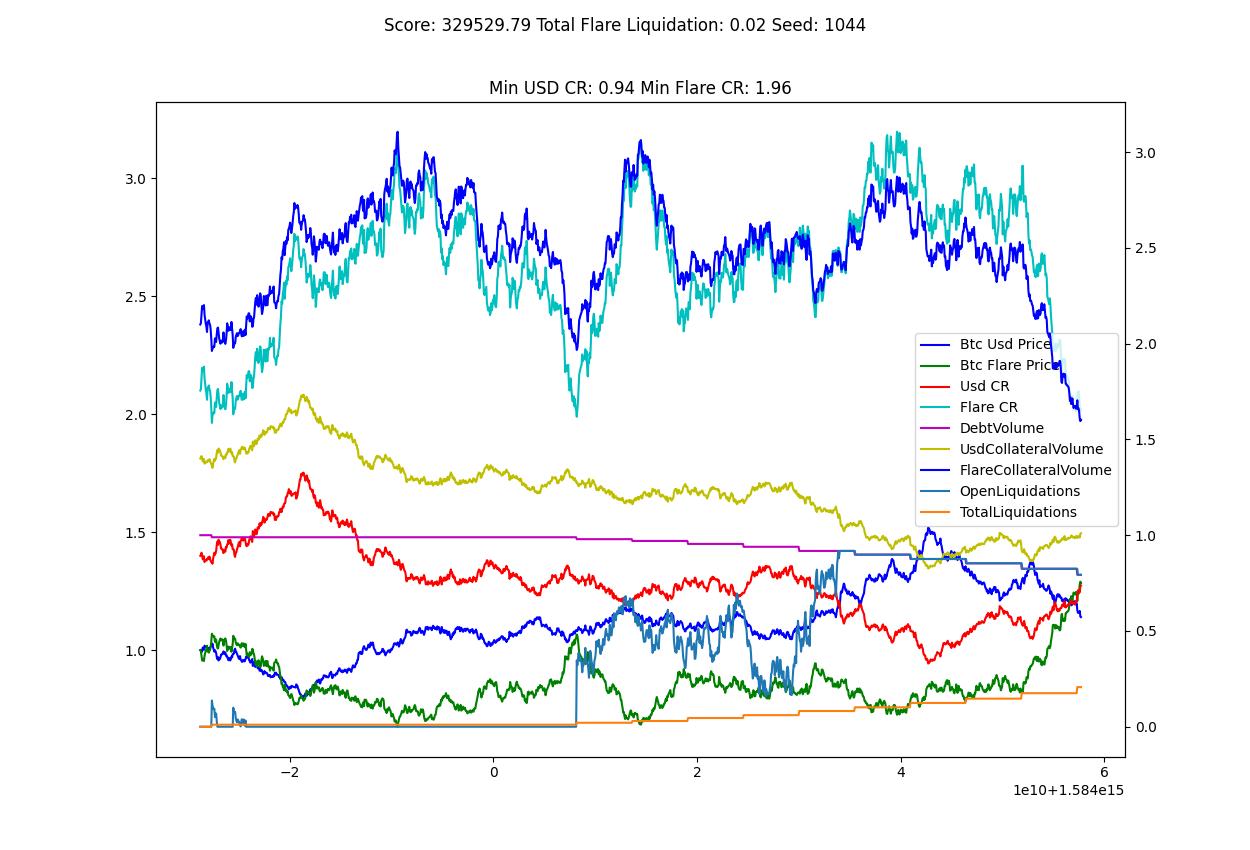 Score: 329529.79 Total Flare Liquidation: 0.02 Seed: 1044
Min USD CR: 0.94 Min Flare CR: 1.96
3.0
2.5
2.0
1.5
1.0
3.0
2.5
2.0
1.5
1.0
0.5
0.0
Btc Usd Price
Btc Flare Price
Usd CR
Flare CR
DebtVolume
UsdCollateralVolume
FlareCollateralVolume
OpenLiquidations
TotalLiquidations
−2 0 2 4 6
1e10+1.584e15